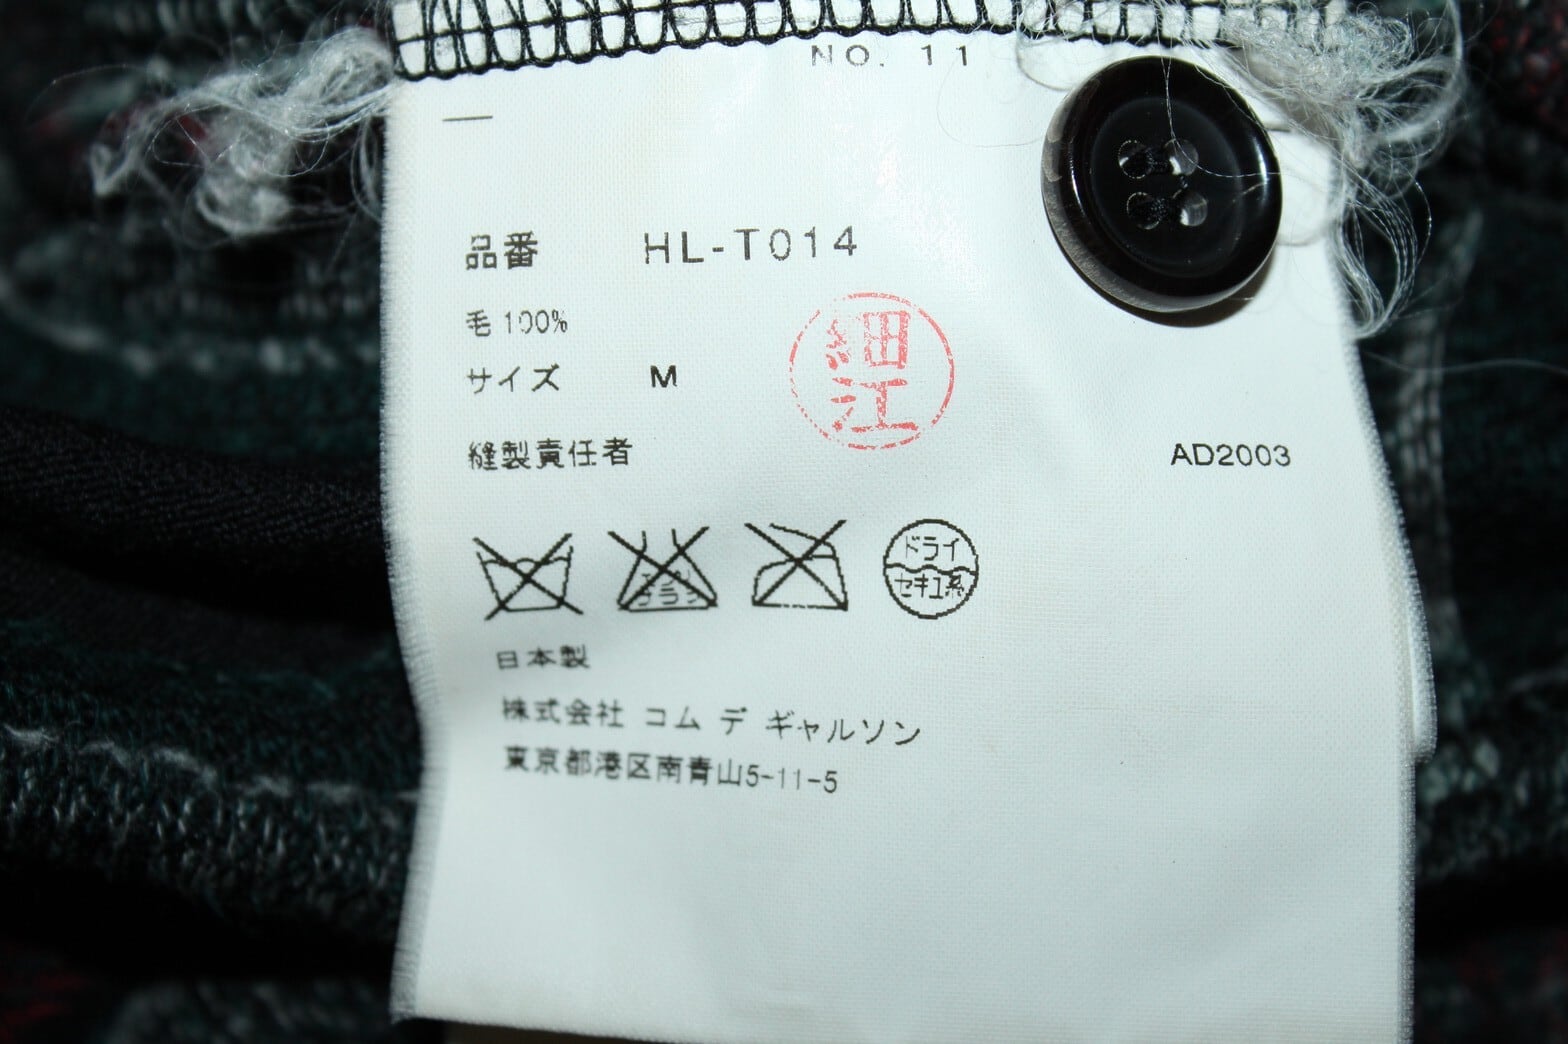 NO. 11
品番 HL-T014
毛 100%
サイズ M
細江
縫製責任者
AD2003
ドライ
セキユ系
日本製
株式会社 コム デ ギャルソン
東京都港区南青山5-11-5